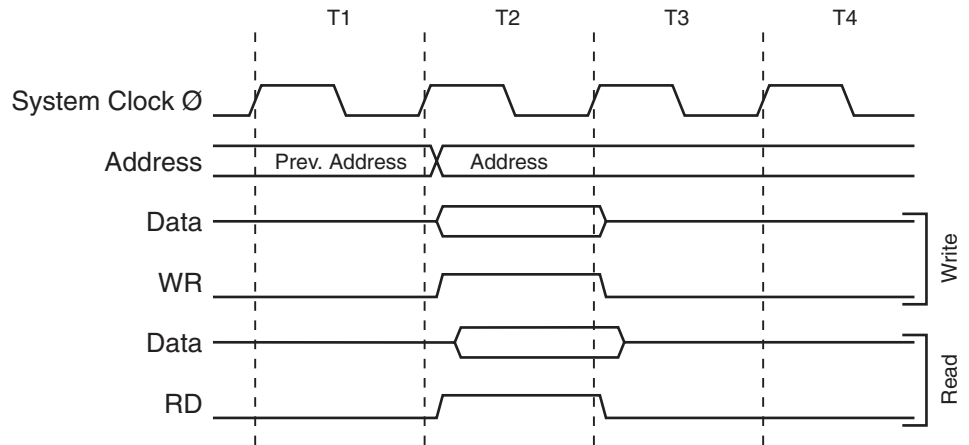 T1 T2 T3 T4
System Clock Ø
Address Prev. Address Address
Data
WR
Write
Data
RD
Read